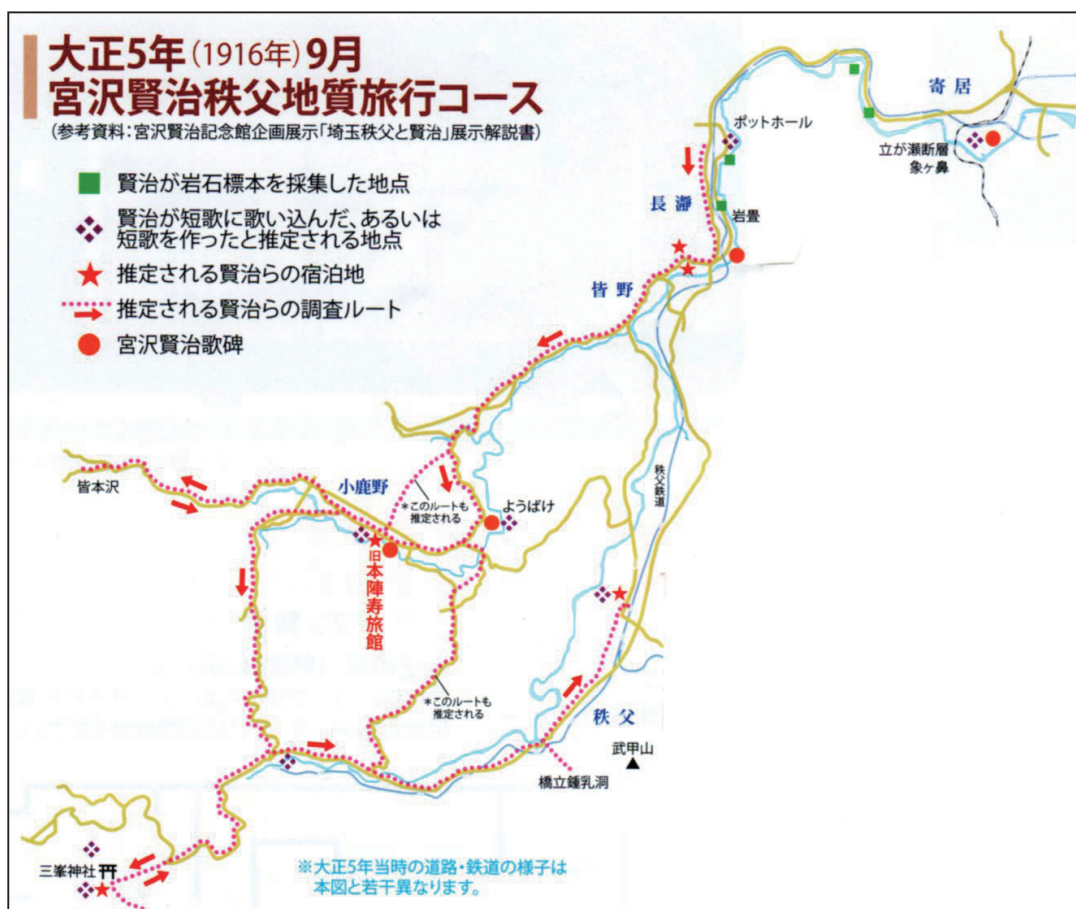 大正5年(1916年)9月
宮沢賢治秩父地質旅行コース
(参考資料:宮沢賢治記念館企画展示「埼玉秩父と賢治」展示解説書)
賢治が岩石標本を採集した地点
賢治が短歌に歌い込んだ、あるいは
短歌を作ったと推定される地点
推定される賢治らの宿泊地
推定される賢治らの調査ルート
宮沢賢治歌碑
寄居
ポットホール
立が瀬断層
象ヶ鼻
長瀞
岩畳
皆野
秩父鉄道
皆本沢
小鹿野
*このルートも
推定される
ようばけ
旧本陣寿旅館
*このルートも
推定される
秩父
武甲山
橋立鍾乳洞
三峯神社
※大正5年当時の道路・鉄道の様子は
本図と若干異なります。